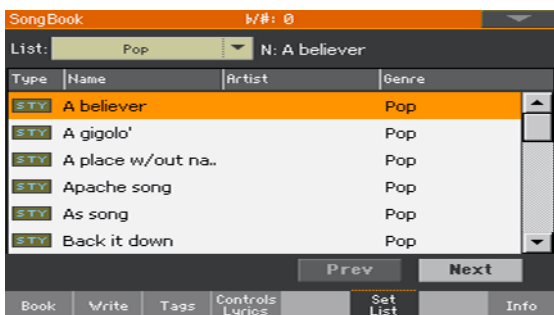 SongBook ♭/#: 0
List: Pop N: A believer
Type Name Artist Genre
STY A believer Pop
STY A gigolo' Pop
STY A place w/out na.. Pop
STY Apache song Pop
STY As song Pop
STY Back it down Pop
Prev Next
Book Write Tags Controls Lyrics Set List Info